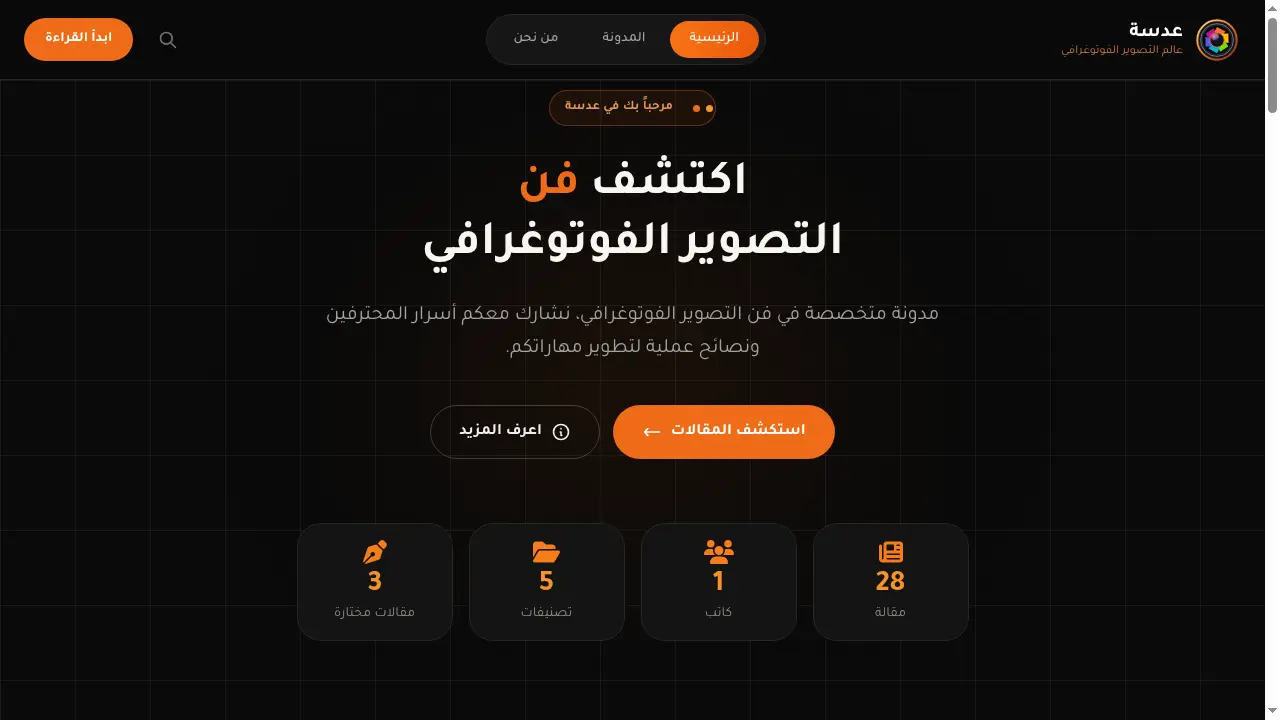 عدسة
عالم التصوير الفوتوغرافي
الرئيسية
المدونة
من نحن
ابدأ القراءة
مرحباً بك في عدسة
اكتشف فن
التصوير الفوتوغرافي
مدونة متخصصة في فن التصوير الفوتوغرافي، نشارك معكم أسرار المحترفين
ونصائح عملية لتطوير مهاراتكم.
استكشف المقالات
اعرف المزيد
28
مقالة
1
كاتب
5
تصنيفات
3
مقالات مختارة